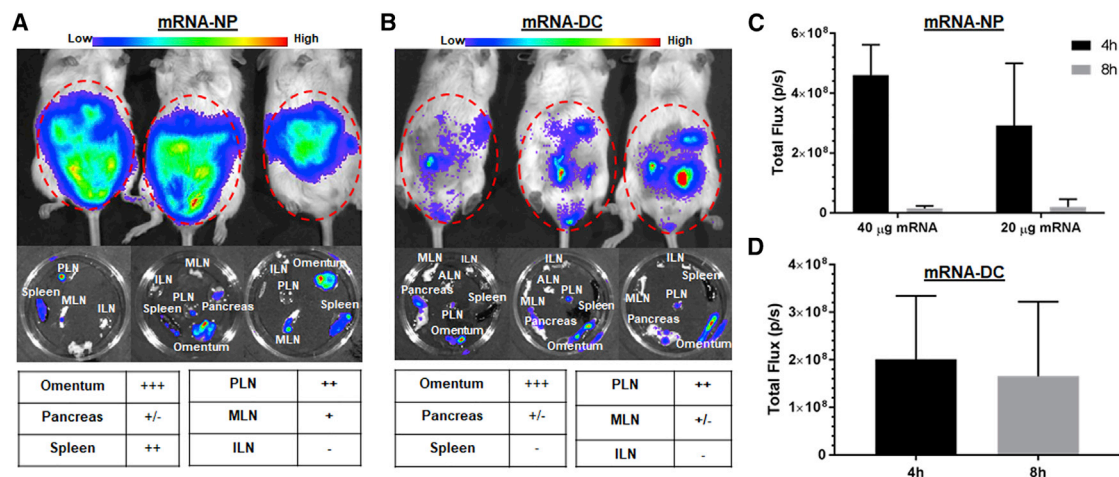 A
mRNA-NP
Low High
PLN MLN ILN Omentum
Spleen MLN ILN
ILN PLN Pancreas
Spleen Omentum
PLN Spleen
MLN
Omentum +++
Pancreas +/-
Spleen ++
PLN ++
MLN +
ILN -
B
mRNA-DC
Low High
MLN ILN ALN
Pancreas Spleen
PLN
Omentum
ILN ALN
MLN PLN Spleen
Pancreas
Omentum
ILN
MLN PLN Spleen
Pancreas Omentum
Omentum +++
Pancreas +/-
Spleen -
PLN ++
MLN +/-
ILN -
C
mRNA-NP
4h
8h
Total Flux (p/s)
6×10⁸
4×10⁸
2×10⁸
0
40 μg mRNA 20 μg mRNA
D
mRNA-DC
Total Flux (p/s)
4×10⁸
3×10⁸
2×10⁸
1×10⁸
0
4h 8h